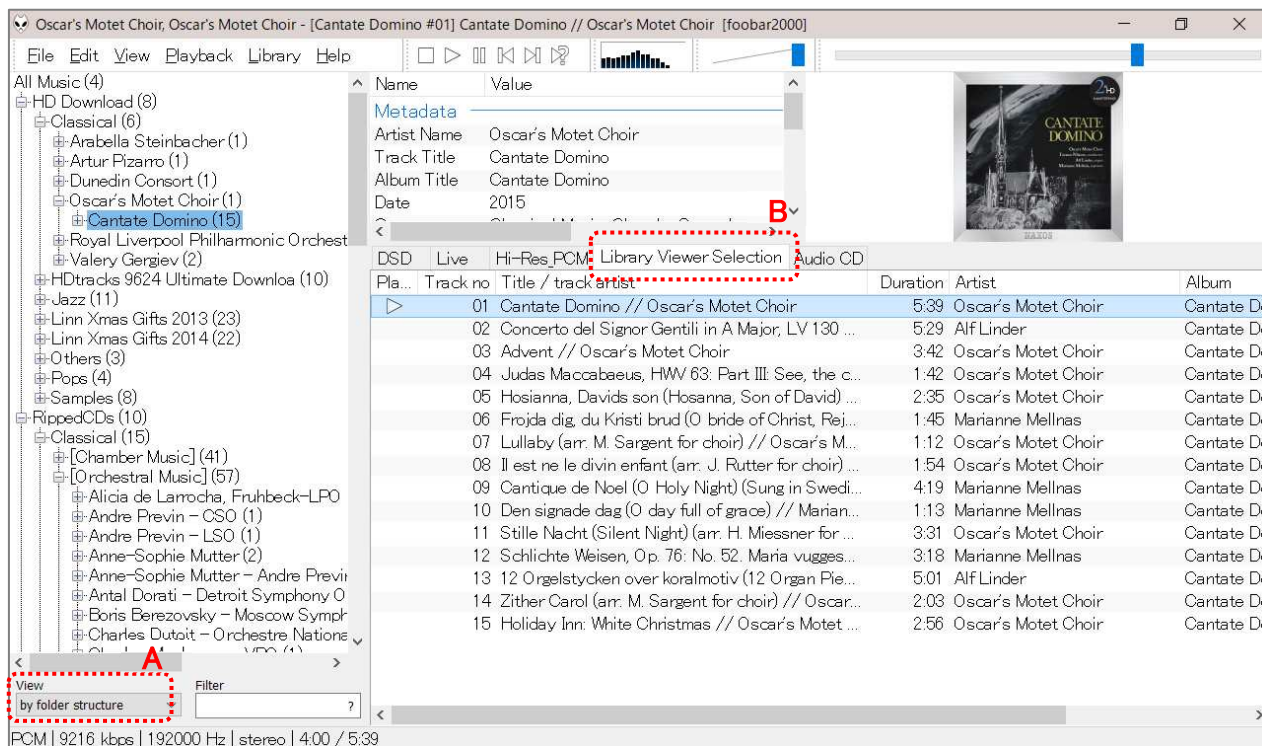 Oscar's Motet Choir, Oscar's Motet Choir - [Cantate Domino #01] Cantate Domino // Oscar's Motet Choir [foobar2000]
File Edit View Playback Library Help
All Music (4)
HD Download (8)
Classical (6)
Arabella Steinbacher (1)
Artur Pizarro (1)
Dunedin Consort (1)
Oscar's Motet Choir (1)
Cantate Domino (15)
Royal Liverpool Philharmonic Orchest
Valery Gergiev (2)
HDtracks 9624 Ultimate Downloa (10)
Jazz (11)
Linn Xmas Gifts 2013 (23)
Linn Xmas Gifts 2014 (22)
Others (3)
Pops (4)
Samples (8)
RippedCDs (10)
Classical (15)
[Chamber Music] (41)
[Orchestral Music] (57)
Alicia de Larrocha, Fruhbeck-LPO
Andre Previn - CSO (1)
Andre Previn - LSO (1)
Anne-Sophie Mutter (2)
Anne-Sophie Mutter - Andre Previ
Antal Dorati - Detroit Symphony O
Boris Berezovsky - Moscow Symph
Charles Dutoit - Orchestre Nationa
A
View Filter
by folder structure ?
Name Value
Metadata
Artist Name Oscar's Motet Choir
Track Title Cantate Domino
Album Title Cantate Domino
Date 2015
B
CANTATE
DOMINO
NAXOS
DSD Live Hi-Res_PCM Library Viewer Selection Audio CD
Pla... Track no Title / track artist Duration Artist Album
01 Cantate Domino // Oscar's Motet Choir 5:39 Oscar's Motet Choir Cantate D
02 Concerto del Signor Gentili in A Major, LV 130 ... 5:29 Alf Linder Cantate D
03 Advent // Oscar's Motet Choir 3:42 Oscar's Motet Choir Cantate D
04 Judas Maccabaeus, HWV 63: Part III: See, the c... 1:42 Oscar's Motet Choir Cantate D
05 Hosianna, Davids son (Hosanna, Son of David) ... 2:35 Oscar's Motet Choir Cantate D
06 Frojda dig, du Kristi brud (O bride of Christ, Rej... 1:45 Marianne Mellnas Cantate D
07 Lullaby (arr. M. Sargent for choir) // Oscar's M... 1:12 Oscar's Motet Choir Cantate D
08 Il est ne le divin enfant (arr. J. Rutter for choir) ... 1:54 Oscar's Motet Choir Cantate D
09 Cantique de Noel (O Holy Night) (Sung in Swedi... 4:19 Marianne Mellnas Cantate D
10 Den signade dag (O day full of grace) // Marian... 1:13 Marianne Mellnas Cantate D
11 Stille Nacht (Silent Night) (arr. H. Miessner for ... 3:31 Oscar's Motet Choir Cantate D
12 Schlichte Weisen, Op. 76: No. 52. Maria vugges... 3:18 Marianne Mellnas Cantate D
13 12 Orgelstycken over koralmotiv (12 Organ Pie... 5:01 Alf Linder Cantate D
14 Zither Carol (arr. M. Sargent for choir) // Oscar... 2:03 Oscar's Motet Choir Cantate D
15 Holiday Inn: White Christmas // Oscar's Motet ... 2:56 Oscar's Motet Choir Cantate D
PCM | 9216 kbps | 192000 Hz | stereo | 4:00 / 5:39